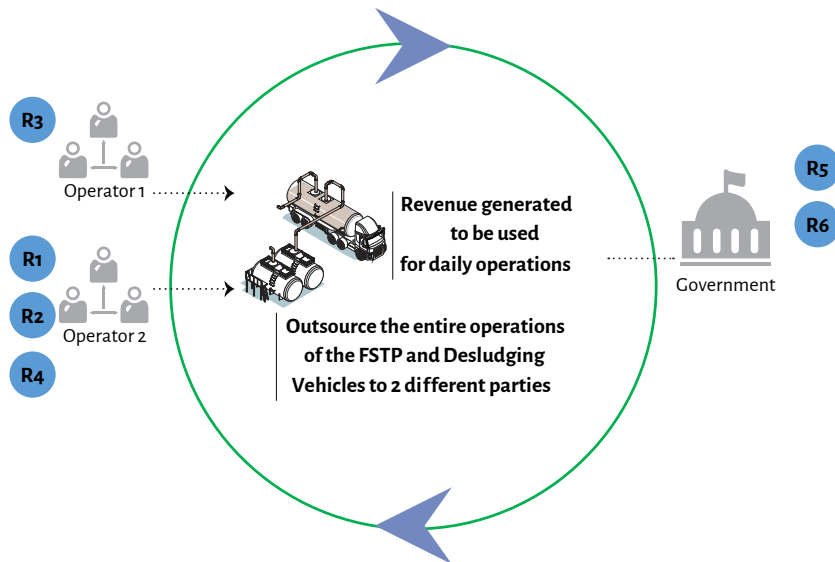 R3
Operator 1
R1
R2
Operator 2
R4
Revenue generated
to be used
for daily operations
Outsource the entire operations
of the FSTP and Desludging
Vehicles to 2 different parties
R5
R6
Government